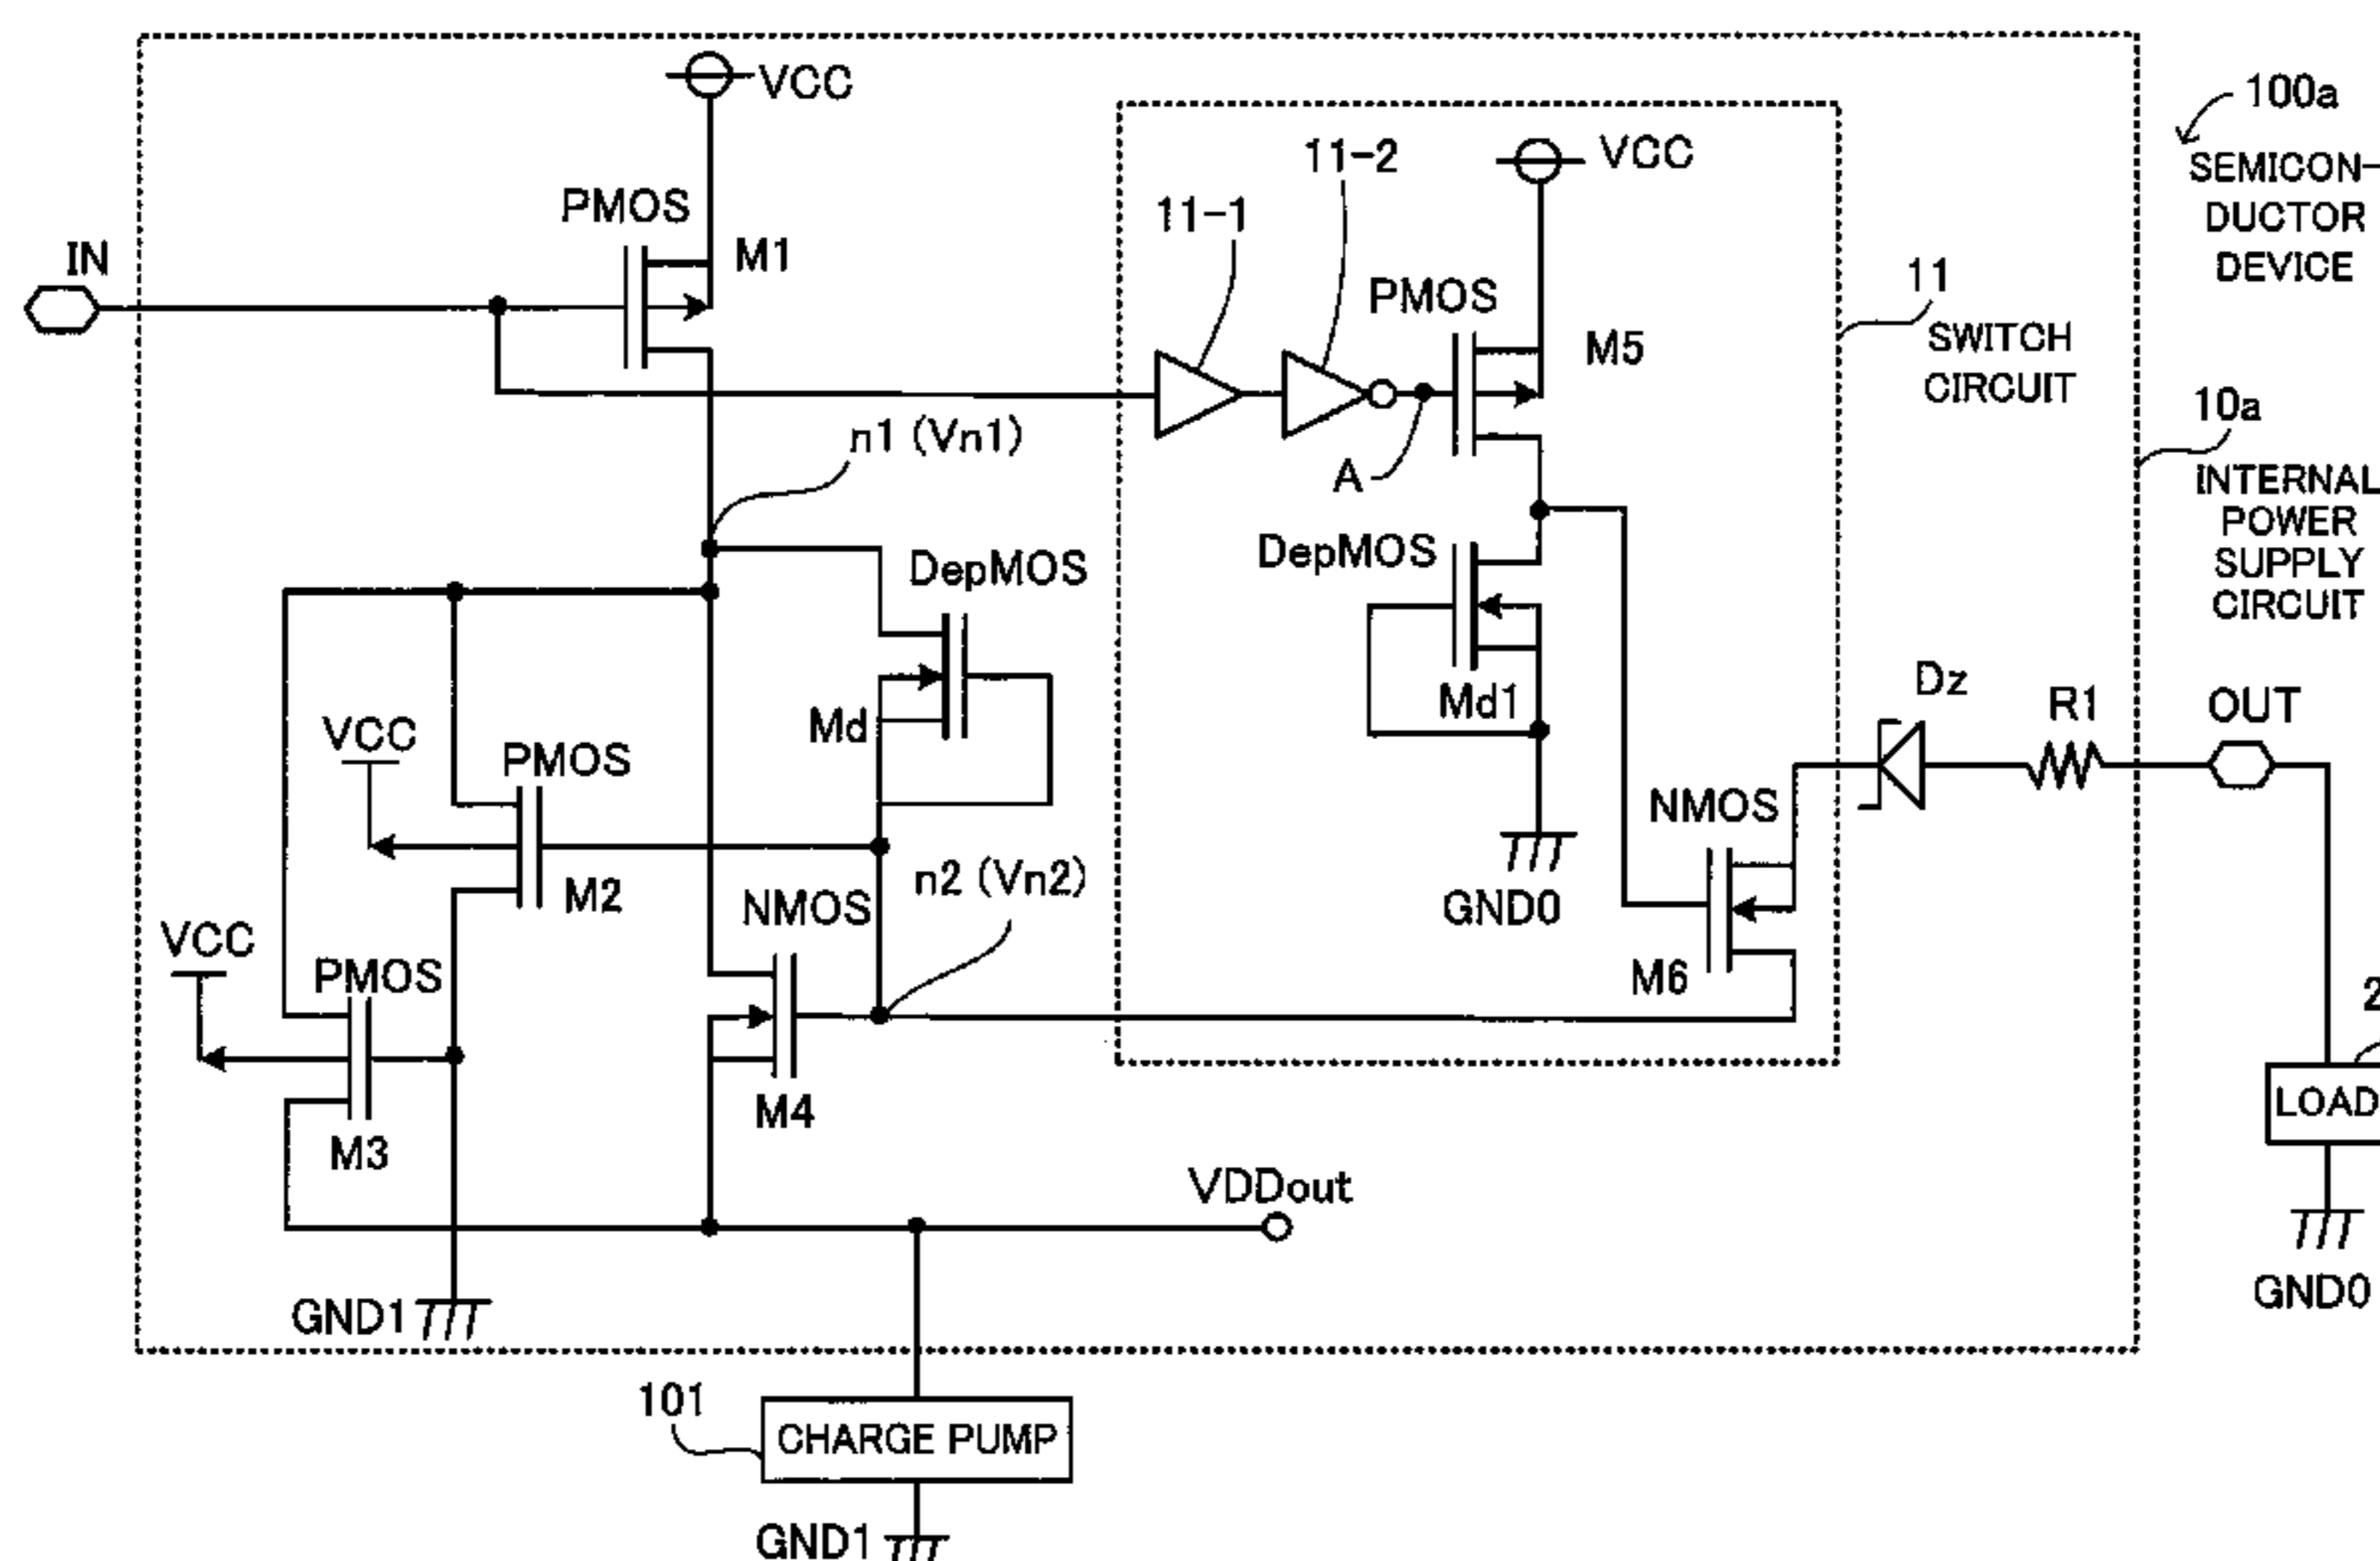 VCC
100a
SEMICON-
DUCTOR
DEVICE
11-2
VCC
11-1
PMOS
M1
IN
PMOS
M5
11
SWITCH
CIRCUIT
10a
INTERNAL
POWER
SUPPLY
CIRCUIT
n1 (Vn1)
A
DepMOS
DepMOS
Md1
Md
Dz
R1
OUT
VCC
PMOS
M2
NMOS
n2 (Vn2)
GND0
NMOS
M6
VCC
PMOS
M3
M4
2
LOAD
VDDout
GND1
GND0
101
CHARGE PUMP
GND1